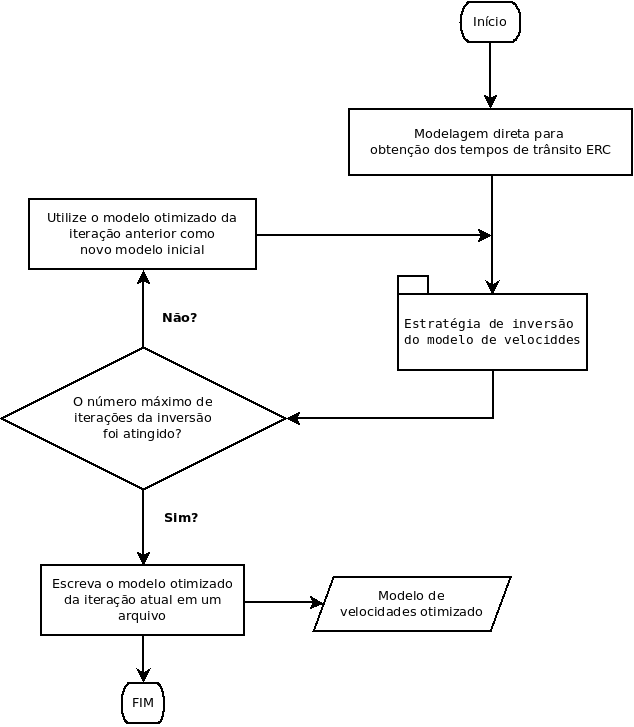 Início
Modelagem direta para
obtenção dos tempos de trânsito ERC
Utilize o modelo otimizado da
iteração anterior como
novo modelo inicial
Estratégia de inversão
do modelo de velociddes
Não?
O número máximo de
iterações da inversão
foi atingido?
Sim?
Escreva o modelo otimizado
da iteração atual em um
arquivo
Modelo de
velocidades otimizado
FIM